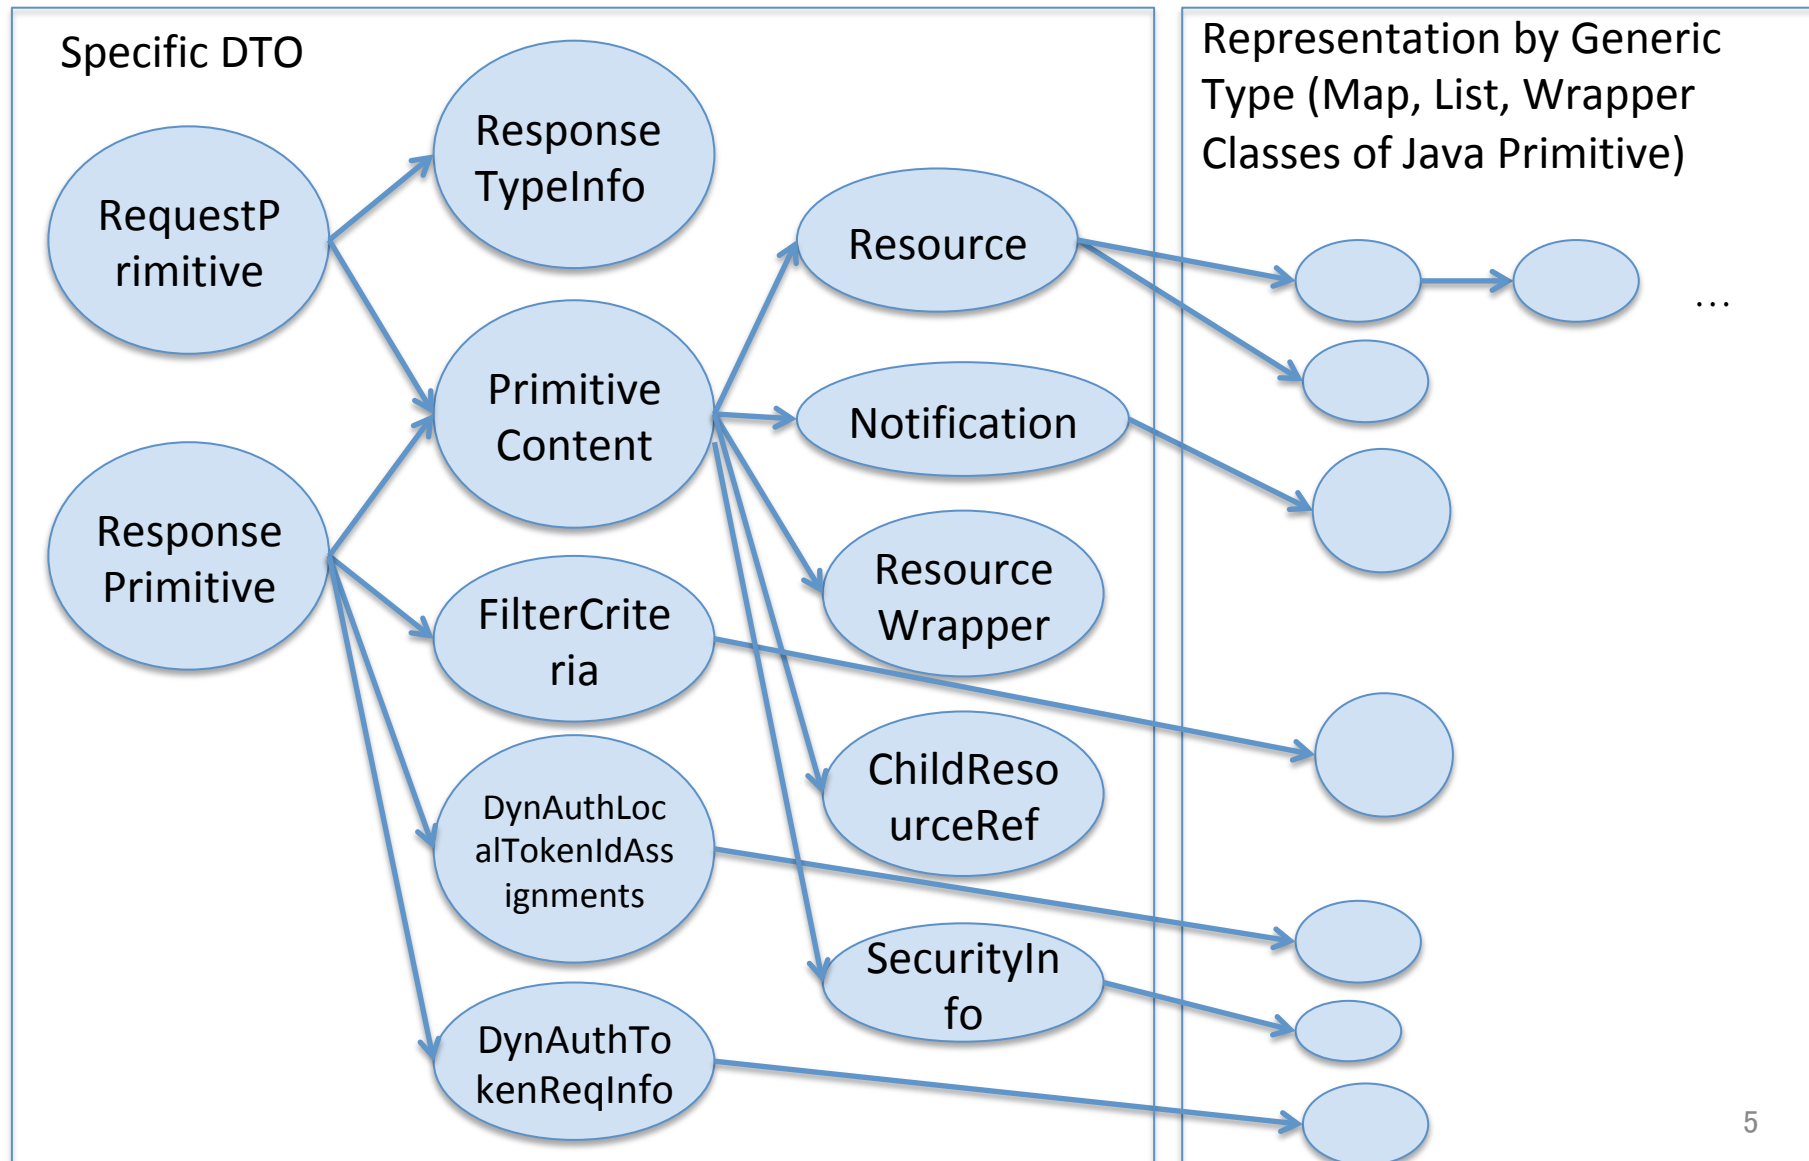 Specific DTO
Representation by Generic
Type (Map, List, Wrapper
Classes of Java Primitive)
RequestP
rimitive
Response
Primitive
Response
TypeInfo
Primitive
Content
FilterCrite
ria
DynAuthLoc
alTokenIdAss
ignments
DynAuthTo
kenReqInfo
Resource
Notification
Resource
Wrapper
ChildReso
urceRef
SecurityIn
fo
…
5